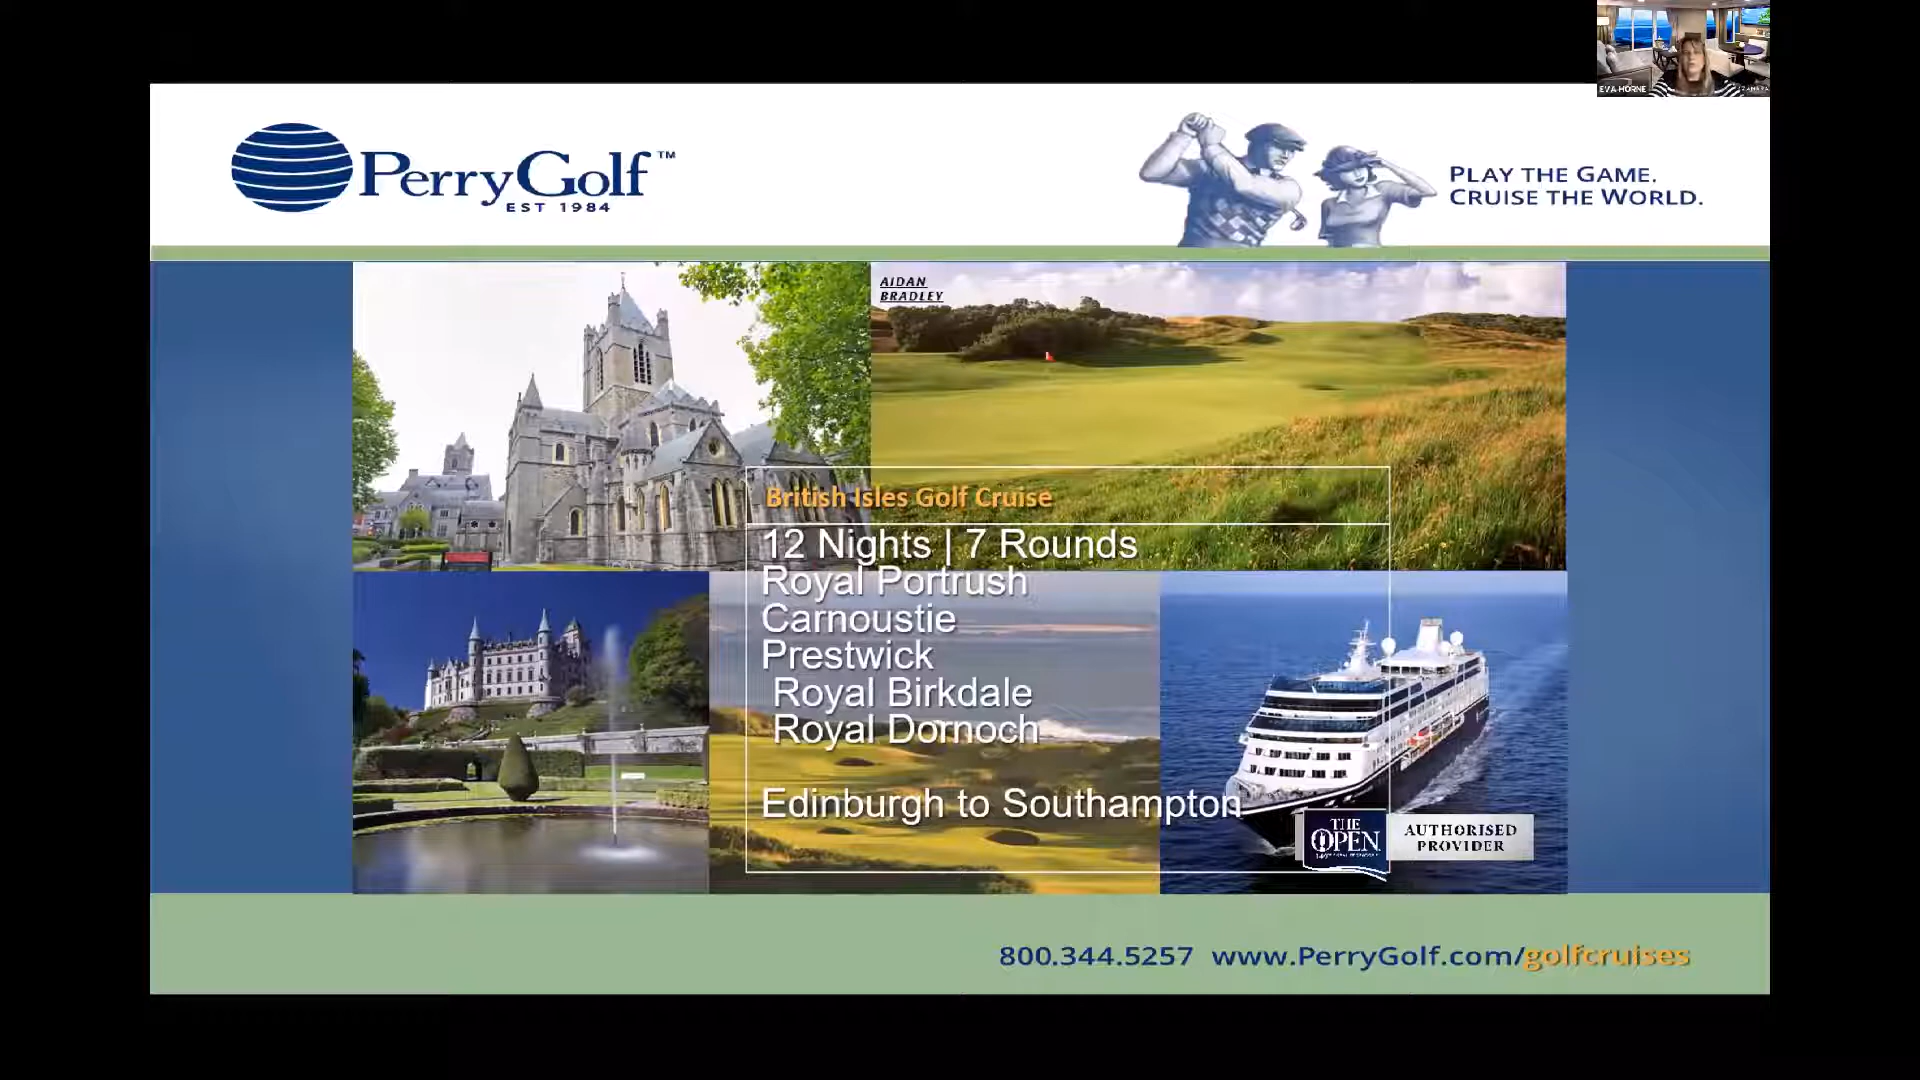 EVA HORNE
PerryGolf™
EST 1984
PLAY THE GAME.
CRUISE THE WORLD.
AIDAN
BRADLEY
British Isles Golf Cruise
12 Nights | 7 Rounds
Royal Portrush
Carnoustie
Prestwick
Royal Birkdale
Royal Dornoch
Edinburgh to Southampton
THE
OPEN
AUTHORISED
PROVIDER
800.344.5257 www.PerryGolf.com/golfcruises